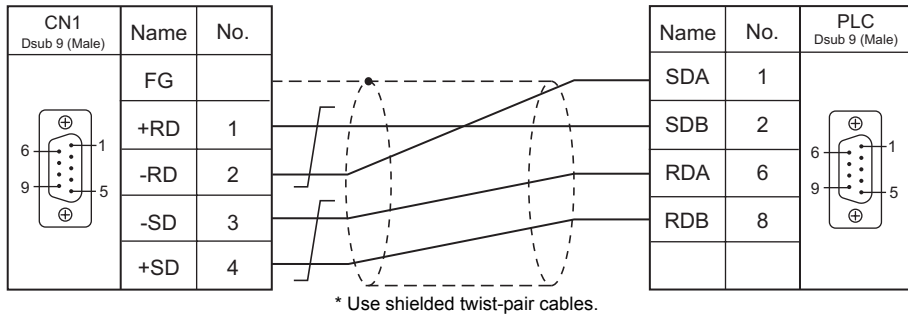 CN1
Dsub 9 (Male)
Name No.
FG
+RD 1
-RD 2
-SD 3
+SD 4
6
1
9
5
PLC
Dsub 9 (Male)
Name No.
SDA 1
SDB 2
RDA 6
RDB 8
6
1
9
5
* Use shielded twist-pair cables.